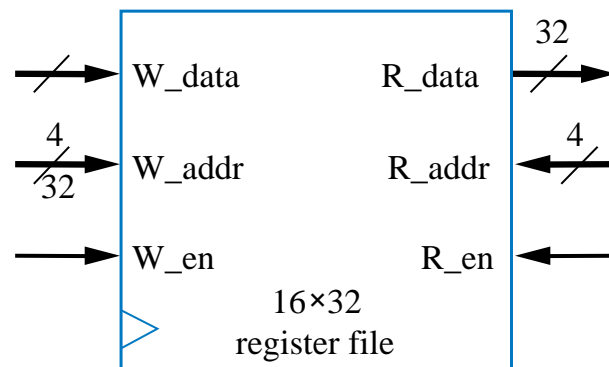 32
W_data R_data
4 4
W_addr R_addr
32
W_en R_en
16×32
register file